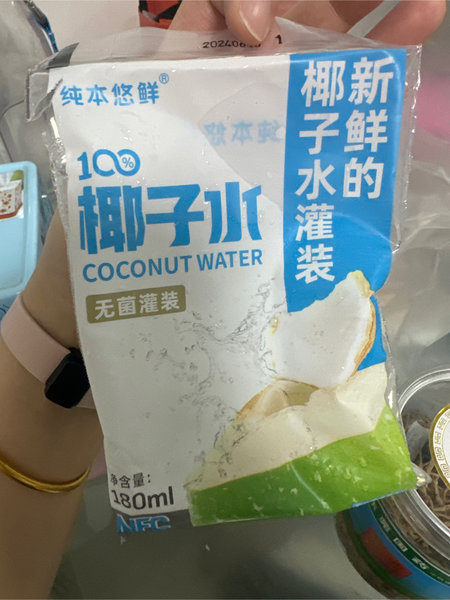 纯本悠鲜®
100%
椰子水
COCONUT WATER
无菌灌装
新鲜的
椰子水灌装
净含量:
180ml
NFC